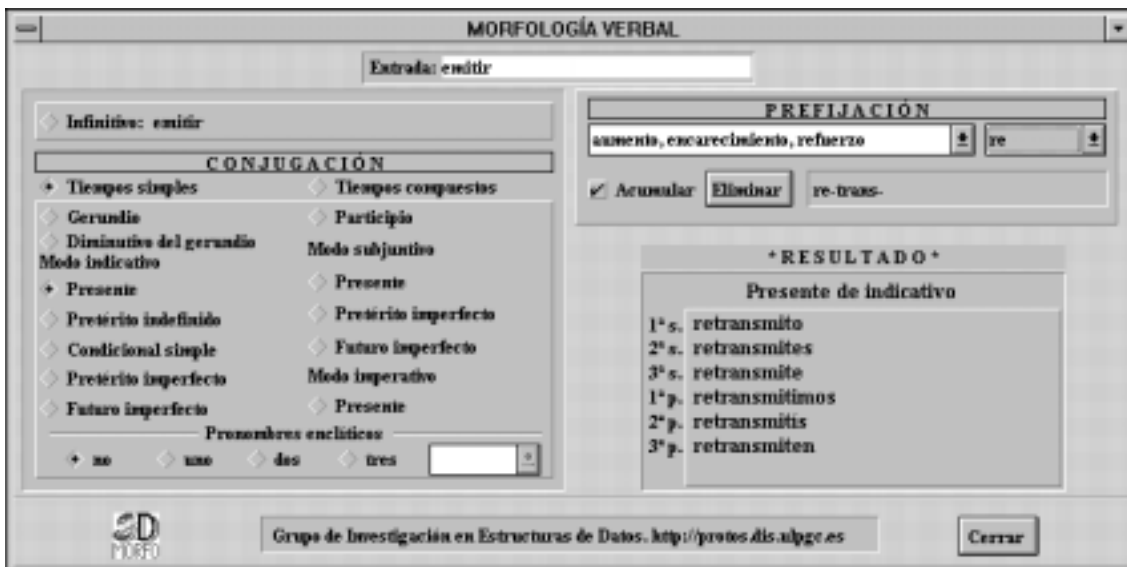 MORFOLOGÍA VERBAL
Entrada: emitir
Infinitivo: emitir
CONJUGACIÓN
Tiempos simples
Tiempos compuestos
Gerundio
Participio
Diminutivo del gerundio
Modo indicativo
Modo subjuntivo
Presente
Presente
Pretérito indefinido
Pretérito imperfecto
Condicional simple
Futuro imperfecto
Pretérito imperfecto
Modo imperativo
Futuro imperfecto
Presente
Pronombres enclíticos
no uno dos tres
PREFIJACIÓN
aumento, encarecimiento, refuerzo re
Acumular Eliminar re-trans-
*RESULTADO*
Presente de indicativo
1ª s. retransmito
2ª s. retransmites
3ª s. retransmite
1ª p. retransmitimos
2ª p. retransmitís
3ª p. retransmiten
MORFO
Grupo de Investigación en Estructuras de Datos. http://protos.dis.ulpgc.es
Cerrar